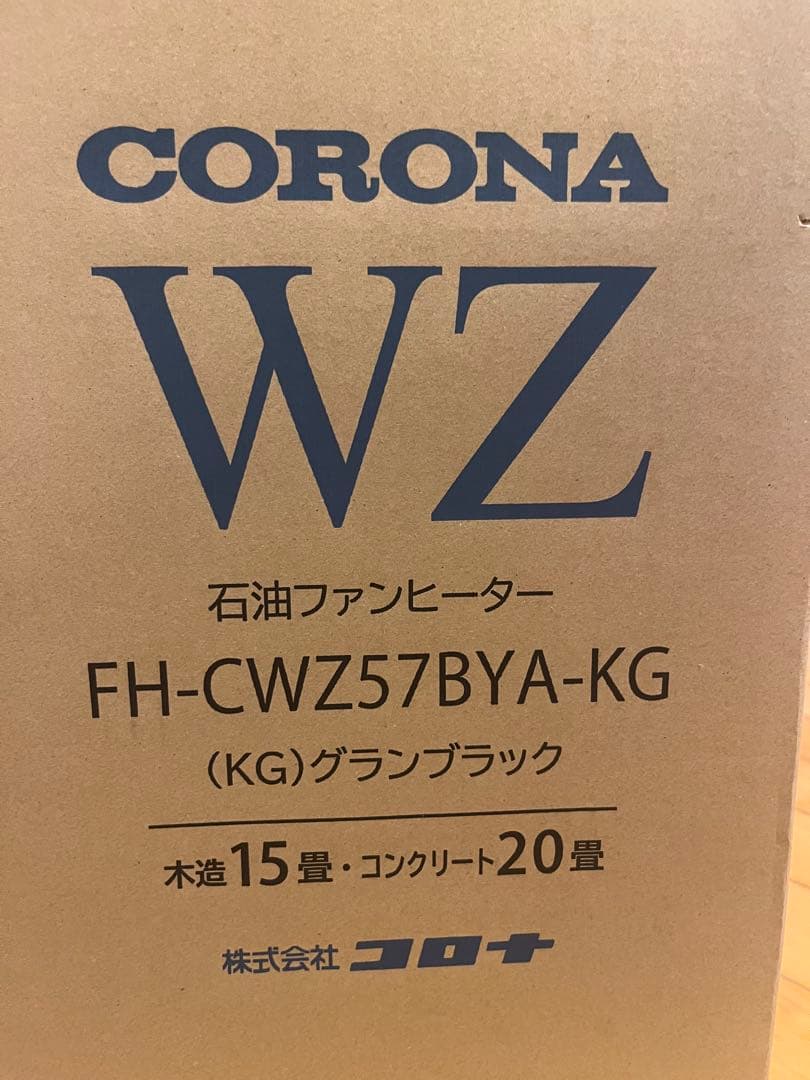 CORONA
WZ
石油ファンヒーター
FH-CWZ57BYA-KG
(KG)グランブラック
木造15畳・コンクリート20畳
株式会社 コロナ